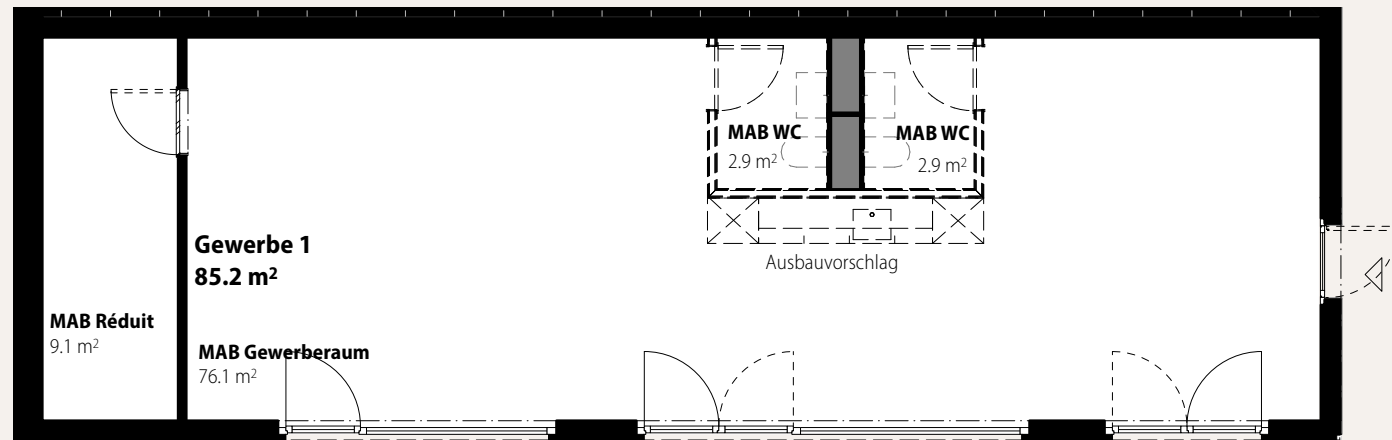 MAB WC
2.9 m²
MAB WC
2.9 m²
Gewerbe 1
85.2 m²
Ausbauvorschlag
MAB Réduit
9.1 m²
MAB Gewerberaum
76.1 m²